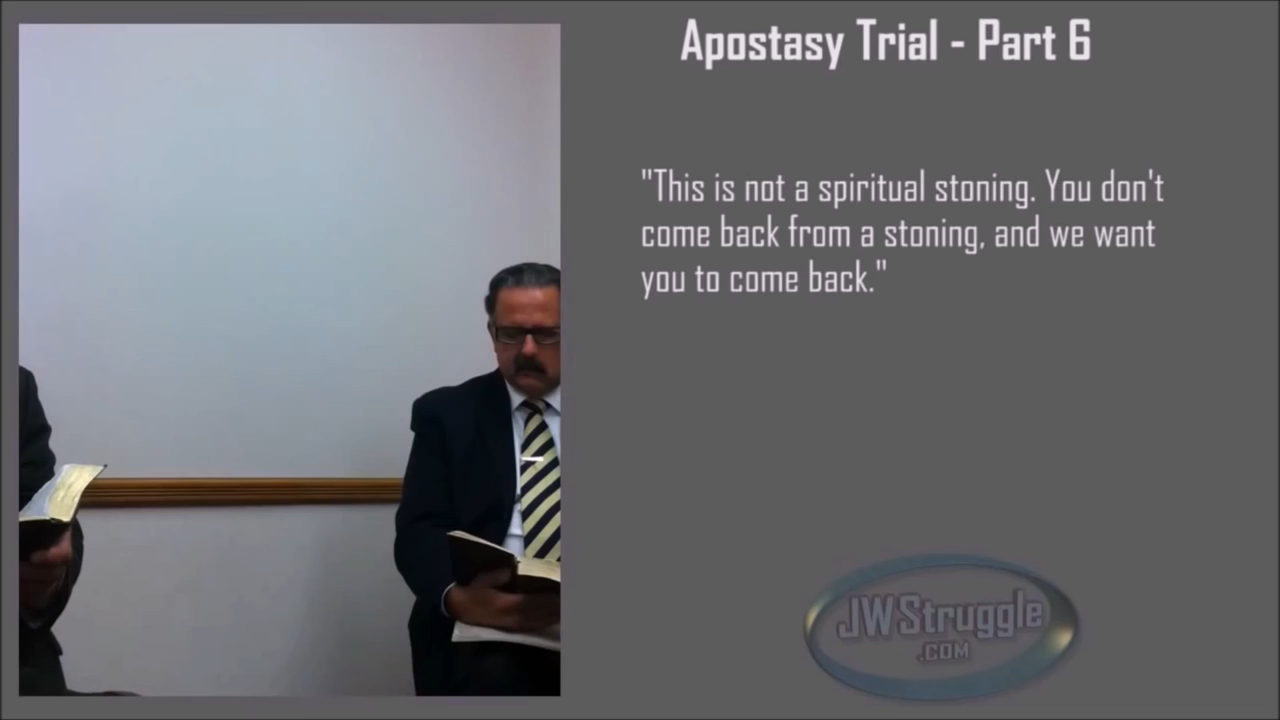 Apostasy Trial - Part 6
"This is not a spiritual stoning. You don't
come back from a stoning, and we want
you to come back."
JWStruggle
.COM